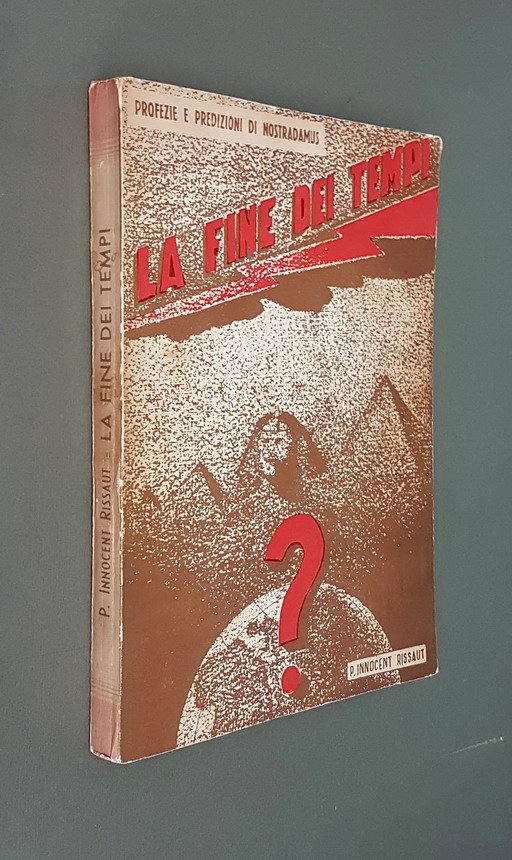 PROFEZIE E PREDIZIONI DI NOSTRADAMUS
LA FINE DEI TEMPI
?
P. INNOCENT RISSAUT
P. INNOCENT RISSAUT - LA FINE DEI TEMPI